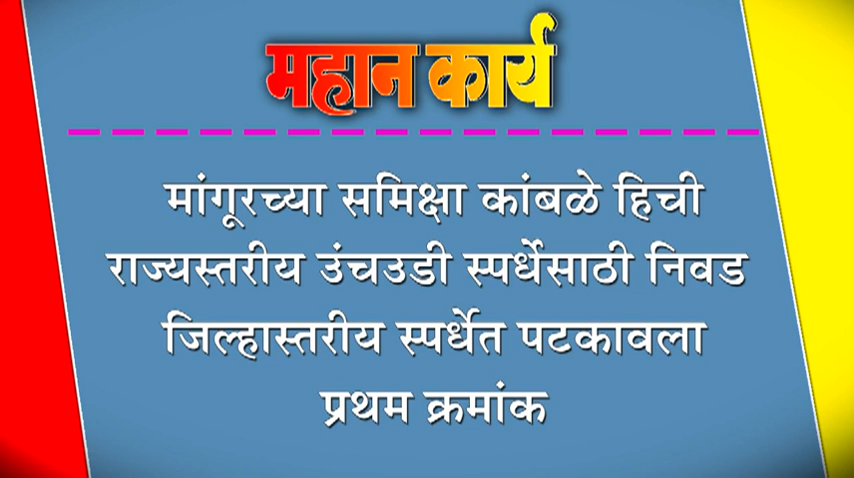 महान कार्य
मांगूरच्या समिक्षा कांबळे हिची
राज्यस्तरीय उंचउडी स्पर्धेसाठी निवड
जिल्हास्तरीय स्पर्धेत पटकावला
प्रथम क्रमांक